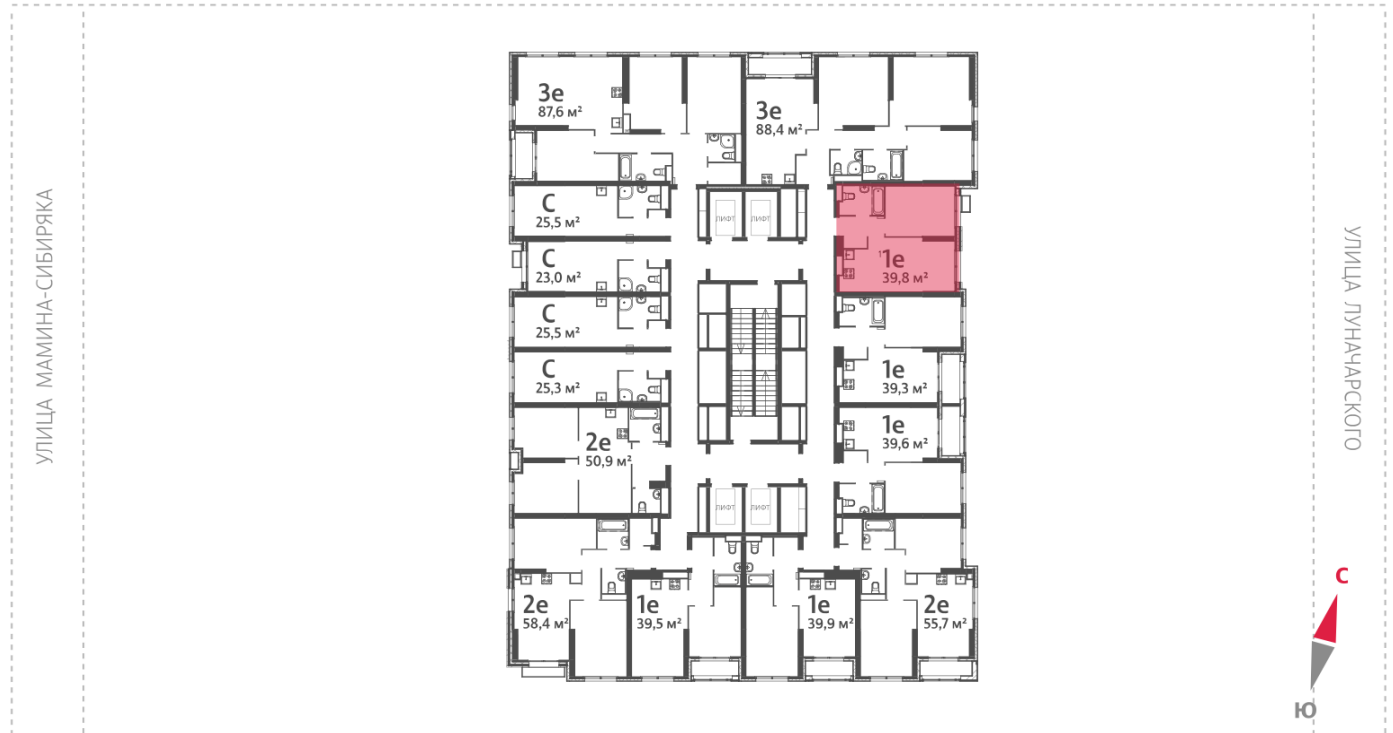 УЛИЦА МАМИНА-СИБИРЯКА
3е
87,6 м²
3е
88,4 м²
С
25,5 м²
ЛИФТ
ЛИФТ
С
23,0 м²
1е
39,8 м²
С
25,5 м²
С
25,3 м²
1е
39,3 м²
2е
50,9 м²
1е
39,6 м²
ЛИФТ
ЛИФТ
2е
58,4 м²
1е
39,5 м²
1е
39,9 м²
2е
55,7 м²
УЛИЦА ЛУНАЧАРСКОГО
С
Ю